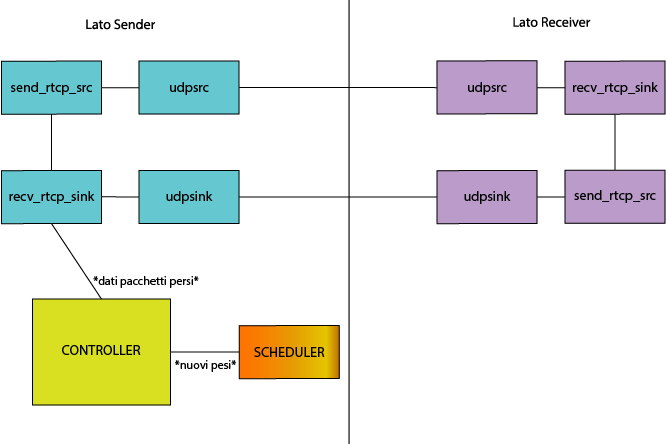 Lato Sender
Lato Receiver
send_rtcp_src
udpsrc
udpsrc
recv_rtcp_sink
recv_rtcp_sink
udpsink
udpsink
send_rtcp_src
*dati pacchetti persi*
CONTROLLER
SCHEDULER
*nuovi pesi*